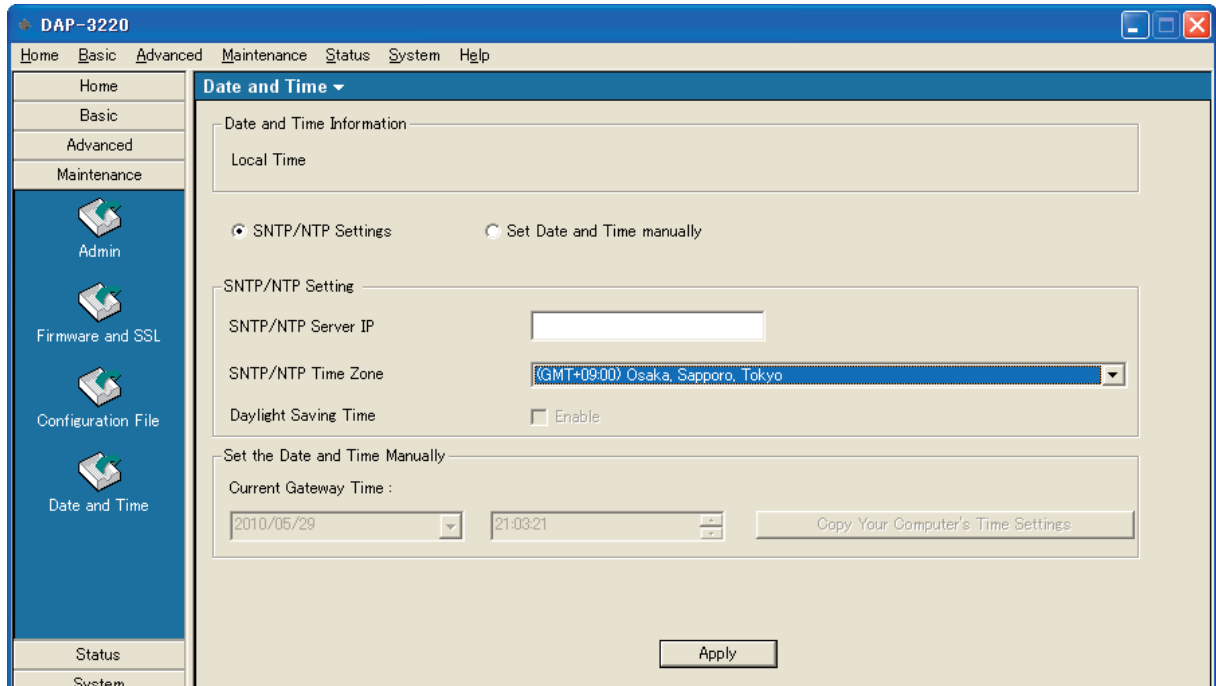 DAP-3220
Home Basic Advanced Maintenance Status System Help
Home
Basic
Advanced
Maintenance
Admin
Firmware and SSL
Configuration File
Date and Time
Status
System
Date and Time
Date and Time Information
Local Time
SNTP/NTP Settings Set Date and Time manually
SNTP/NTP Setting
SNTP/NTP Server IP
SNTP/NTP Time Zone (GMT+09:00) Osaka, Sapporo, Tokyo
Daylight Saving Time Enable
Set the Date and Time Manually
Current Gateway Time :
2010/05/29 21:03:21 Copy Your Computer's Time Settings
Apply